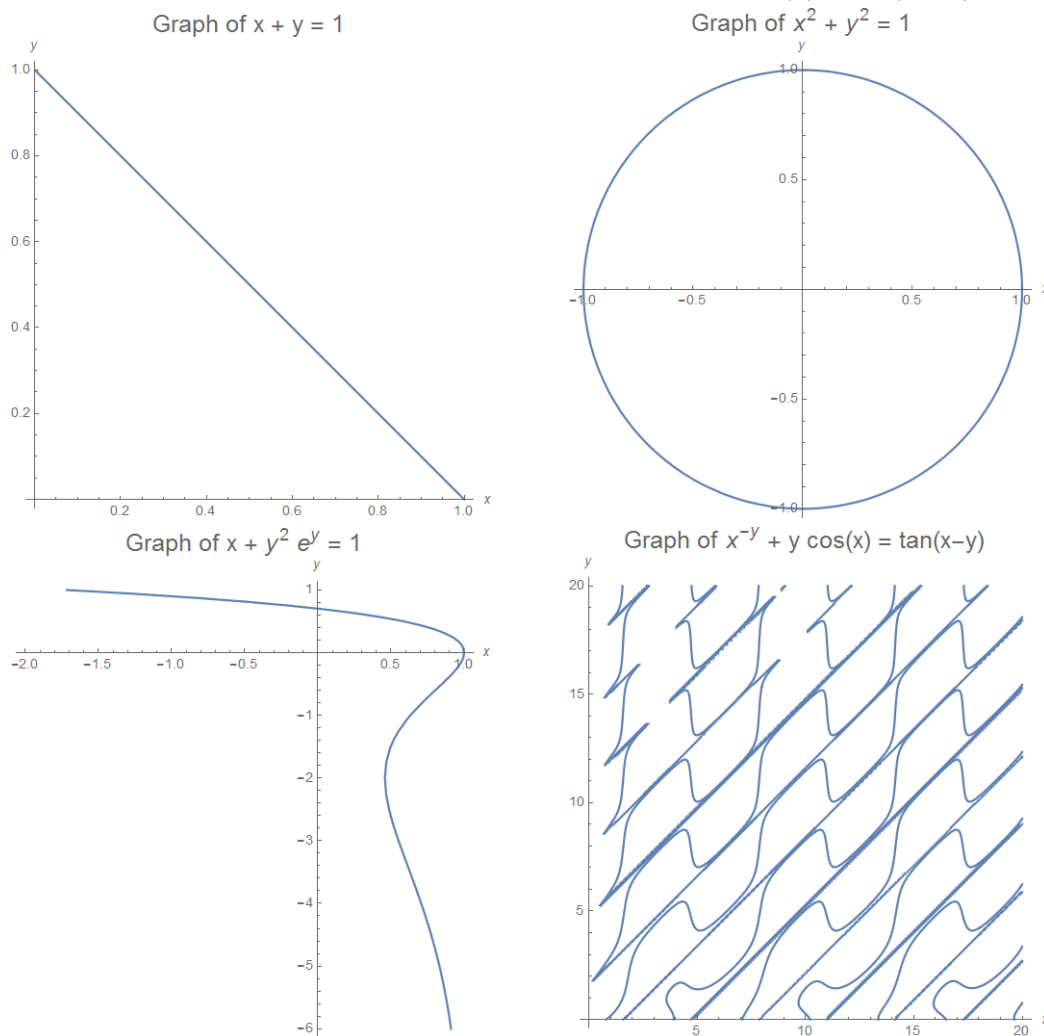 Graph of x + y = 1
y
1.0
0.8
0.6
0.4
0.2
0.2 0.4 0.6 0.8 1.0 x
Graph of x² + y² = 1
y
1.0
0.5
−1.0 −0.5 0.5 1.0
−0.5
−1.0
Graph of x + y² eʸ = 1
y
1
−2.0 −1.5 −1.0 −0.5 0.5 1.0 x
−1
−2
−3
−4
−5
−6
Graph of x⁻ʸ + y cos(x) = tan(x−y)
y
20
15
10
5
5 10 15 20